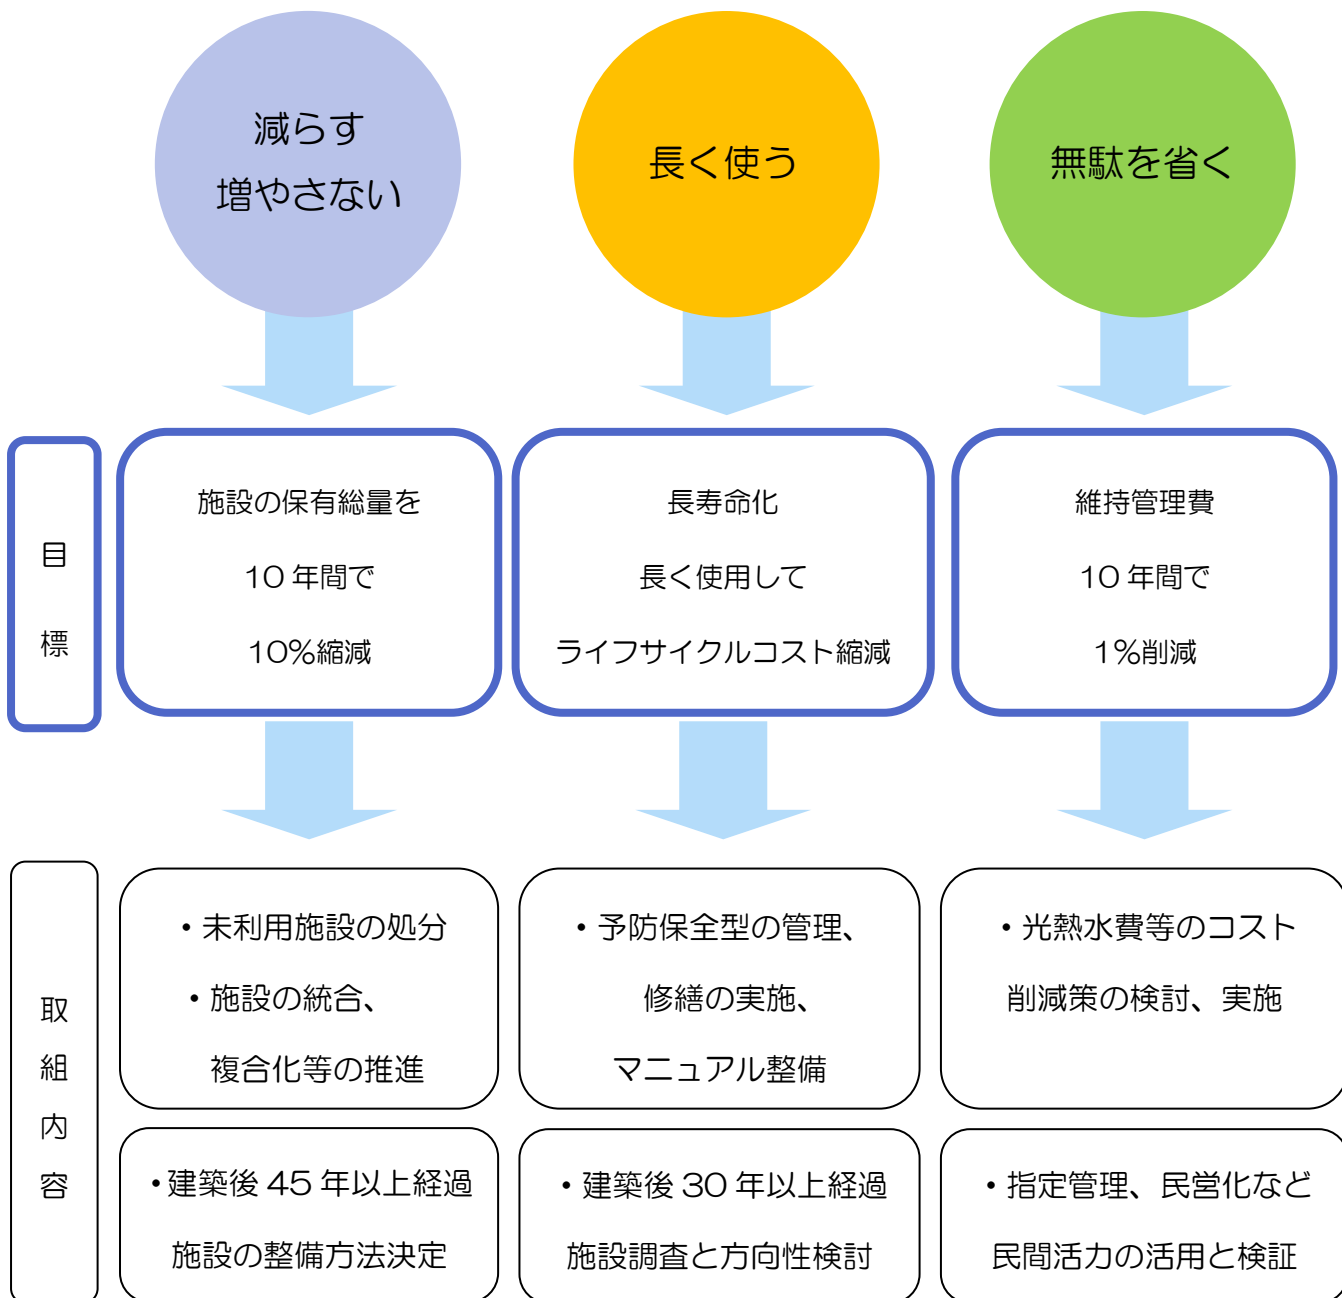 減らす
増やさない
長く使う
無駄を省く
目標
施設の保有総量を
10年間で
10%縮減
長寿命化
長く使用して
ライフサイクルコスト縮減
維持管理費
10年間で
1%削減
取組内容
・未利用施設の処分
・施設の統合、
複合化等の推進
・予防保全型の管理、
修繕の実施、
マニュアル整備
・光熱水費等のコスト
削減策の検討、実施
・建築後45年以上経過
施設の整備方法決定
・建築後30年以上経過
施設調査と方向性検討
・指定管理、民営化など
民間活力の活用と検証